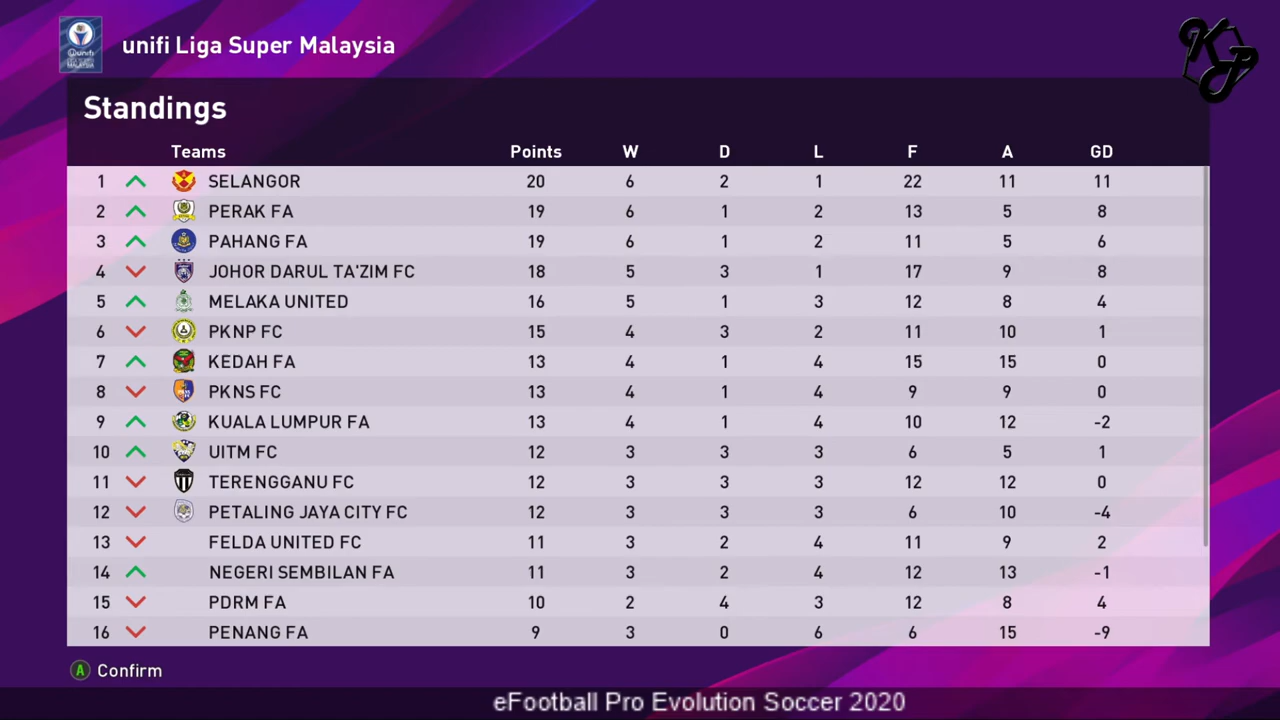 unifi Liga Super Malaysia
@unifi
MALAYSIA
KP
Standings
Teams Points W D L F A GD
1 SELANGOR 20 6 2 1 22 11 11
2 PERAK FA 19 6 1 2 13 5 8
3 PAHANG FA 19 6 1 2 11 5 6
4 JOHOR DARUL TA'ZIM FC 18 5 3 1 17 9 8
5 MELAKA UNITED 16 5 1 3 12 8 4
6 PKNP FC 15 4 3 2 11 10 1
7 KEDAH FA 13 4 1 4 15 15 0
8 PKNS FC 13 4 1 4 9 9 0
9 KUALA LUMPUR FA 13 4 1 4 10 12 -2
10 UITM FC 12 3 3 3 6 5 1
11 TERENGGANU FC 12 3 3 3 12 12 0
12 PETALING JAYA CITY FC 12 3 3 3 6 10 -4
13 FELDA UNITED FC 11 3 2 4 11 9 2
14 NEGERI SEMBILAN FA 11 3 2 4 12 13 -1
15 PDRM FA 10 2 4 3 12 8 4
16 PENANG FA 9 3 0 6 6 15 -9
A Confirm
eFootball Pro Evolution Soccer 2020